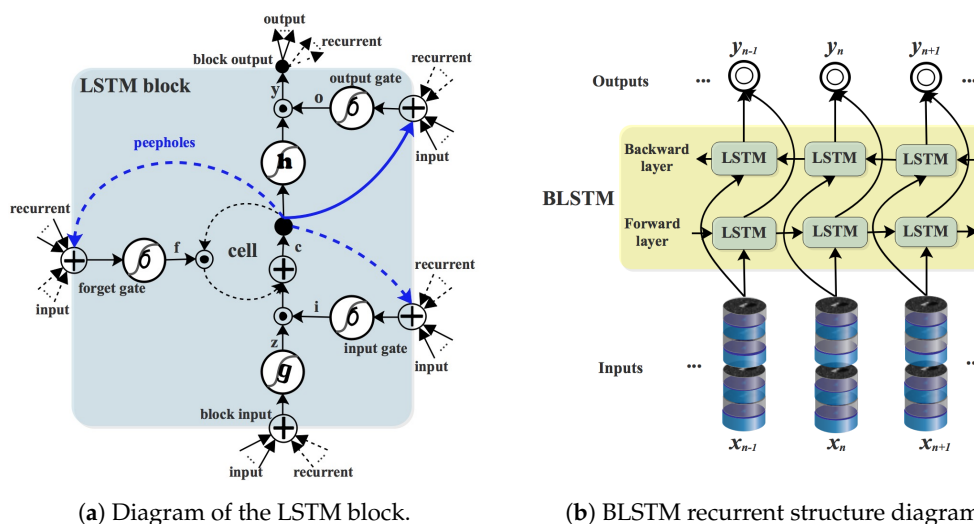 output
recurrent
block output
LSTM block
y
o
output gate
σ
recurrent
input
peepholes
h
recurrent
f
σ
cell
c
forget gate
input
recurrent
i
σ
input gate
input
z
g
block input
input
recurrent
(a) Diagram of the LSTM block.
y_{n-1} y_n y_{n+1}
Outputs ... ...
Backward layer
LSTM LSTM LSTM
BLSTM
Forward layer
LSTM LSTM LSTM
Inputs ... ...
x_{n-1} x_n x_{n+1}
(b) BLSTM recurrent structure diagram